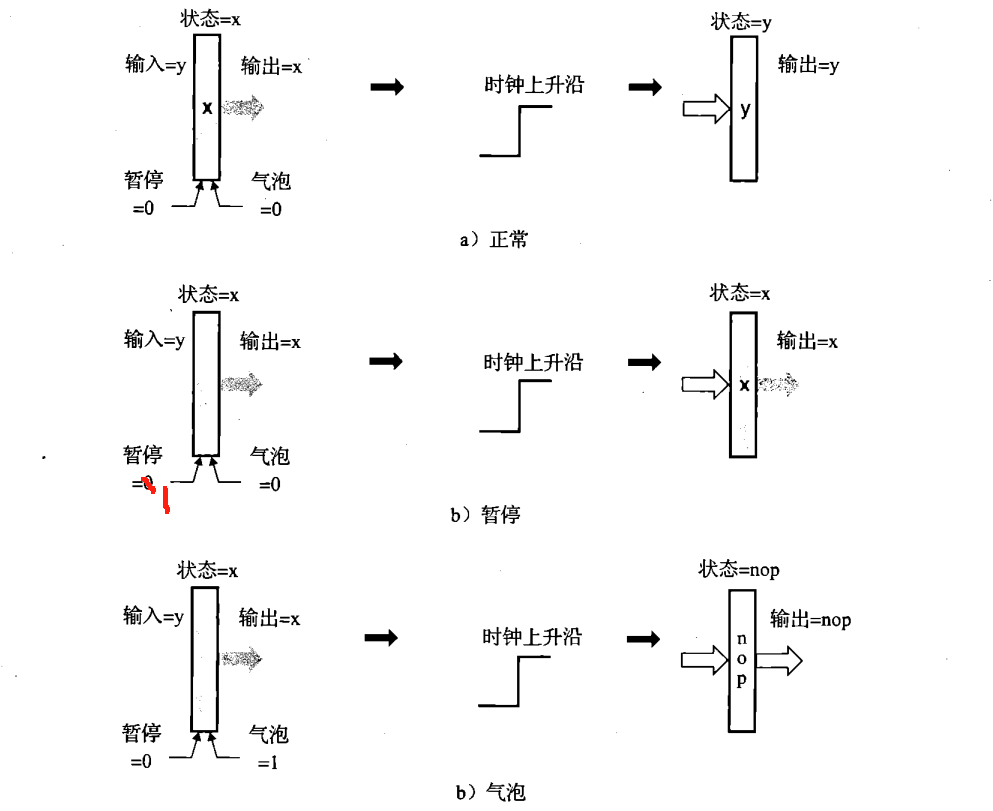 状态=x
状态=y
输入=y
输出=x
时钟上升沿
输出=y
x
y
暂停
=0
气泡
=0
a）正常
状态=x
状态=x
输入=y
输出=x
时钟上升沿
输出=x
x
暂停
=0
1
气泡
=0
b）暂停
状态=x
状态=nop
输入=y
输出=x
时钟上升沿
输出=nop
nop
暂停
=0
气泡
=1
b）气泡